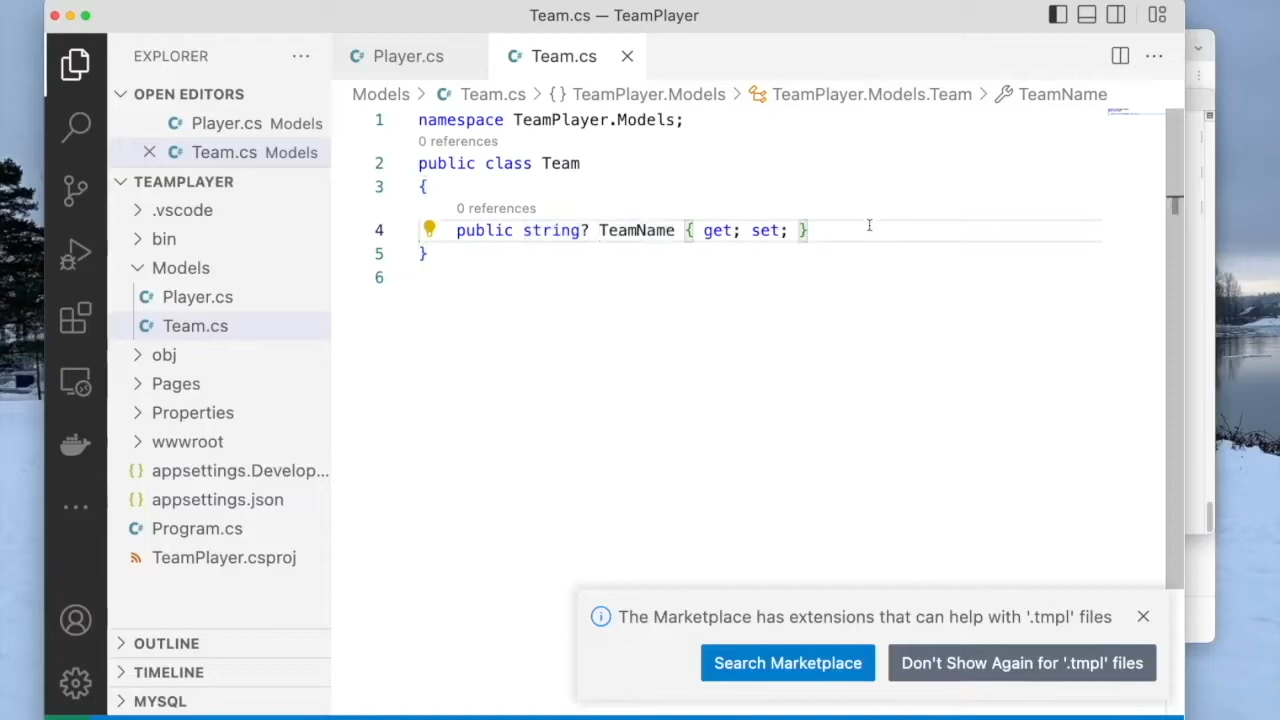 Team.cs — TeamPlayer
EXPLORER
Player.cs
Team.cs
OPEN EDITORS
Models > Team.cs > {} TeamPlayer.Models > TeamPlayer.Models.Team > TeamName
Player.cs Models
Team.cs Models
TEAMPLAYER
.vscode
bin
Models
Player.cs
Team.cs
obj
Pages
Properties
wwwroot
{} appsettings.Develop...
{} appsettings.json
Program.cs
TeamPlayer.csproj
OUTLINE
TIMELINE
MYSQL
1 namespace TeamPlayer.Models;
0 references
2 public class Team
3 {
0 references
4 public string? TeamName { get; set; }
5 }
6
The Marketplace has extensions that can help with '.tmpl' files
Search Marketplace
Don't Show Again for '.tmpl' files